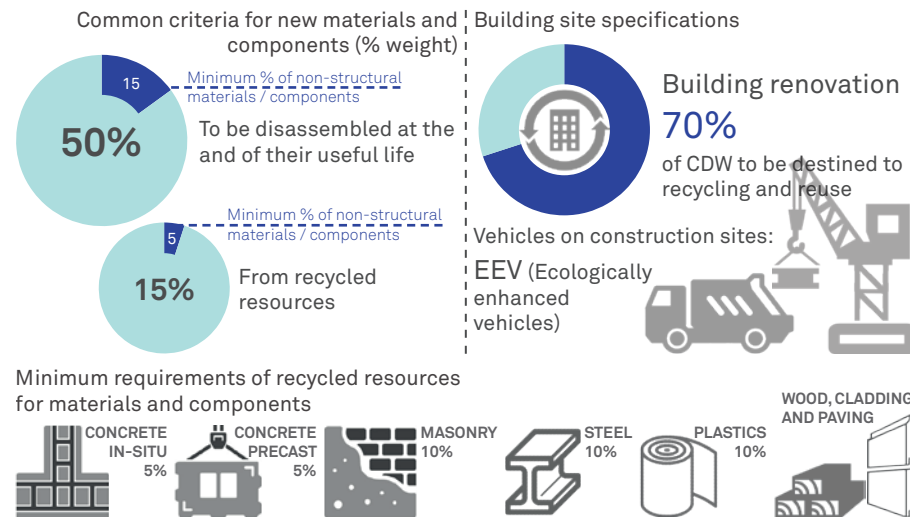 Common criteria for new materials and
components (% weight)
15
Minimum % of non-structural
materials / components
50%
To be disassembled at the
and of their useful life
5
Minimum % of non-structural
materials / components
15%
From recycled
resources
Building site specifications
Building renovation
70%
of CDW to be destined to
recycling and reuse
Vehicles on construction sites:
EEV (Ecologically
enhanced
vehicles)
Minimum requirements of recycled resources
for materials and components
CONCRETE
IN-SITU
5%
CONCRETE
PRECAST
5%
MASONRY
10%
STEEL
10%
PLASTICS
10%
WOOD, CLADDING
AND PAVING